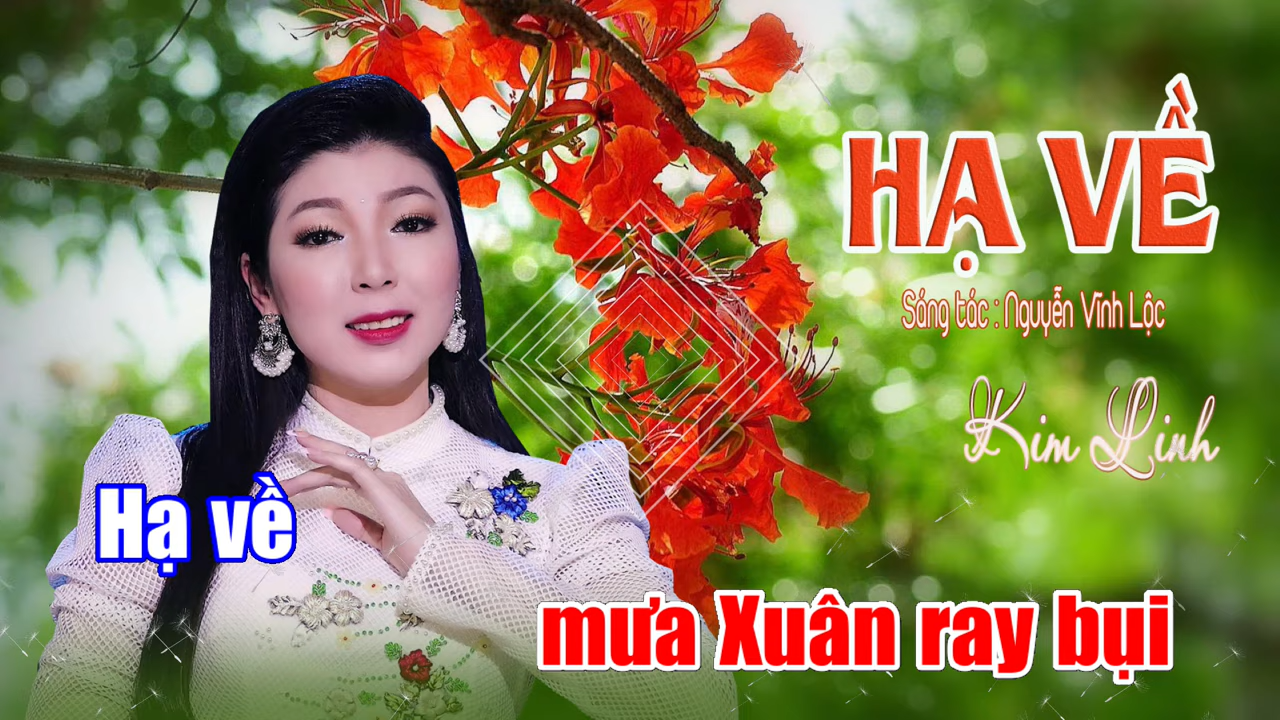 HẠ VỀ
Sáng tác : Nguyễn Vĩnh Lộc
Kim Linh
Hạ về
mưa Xuân ray bụi